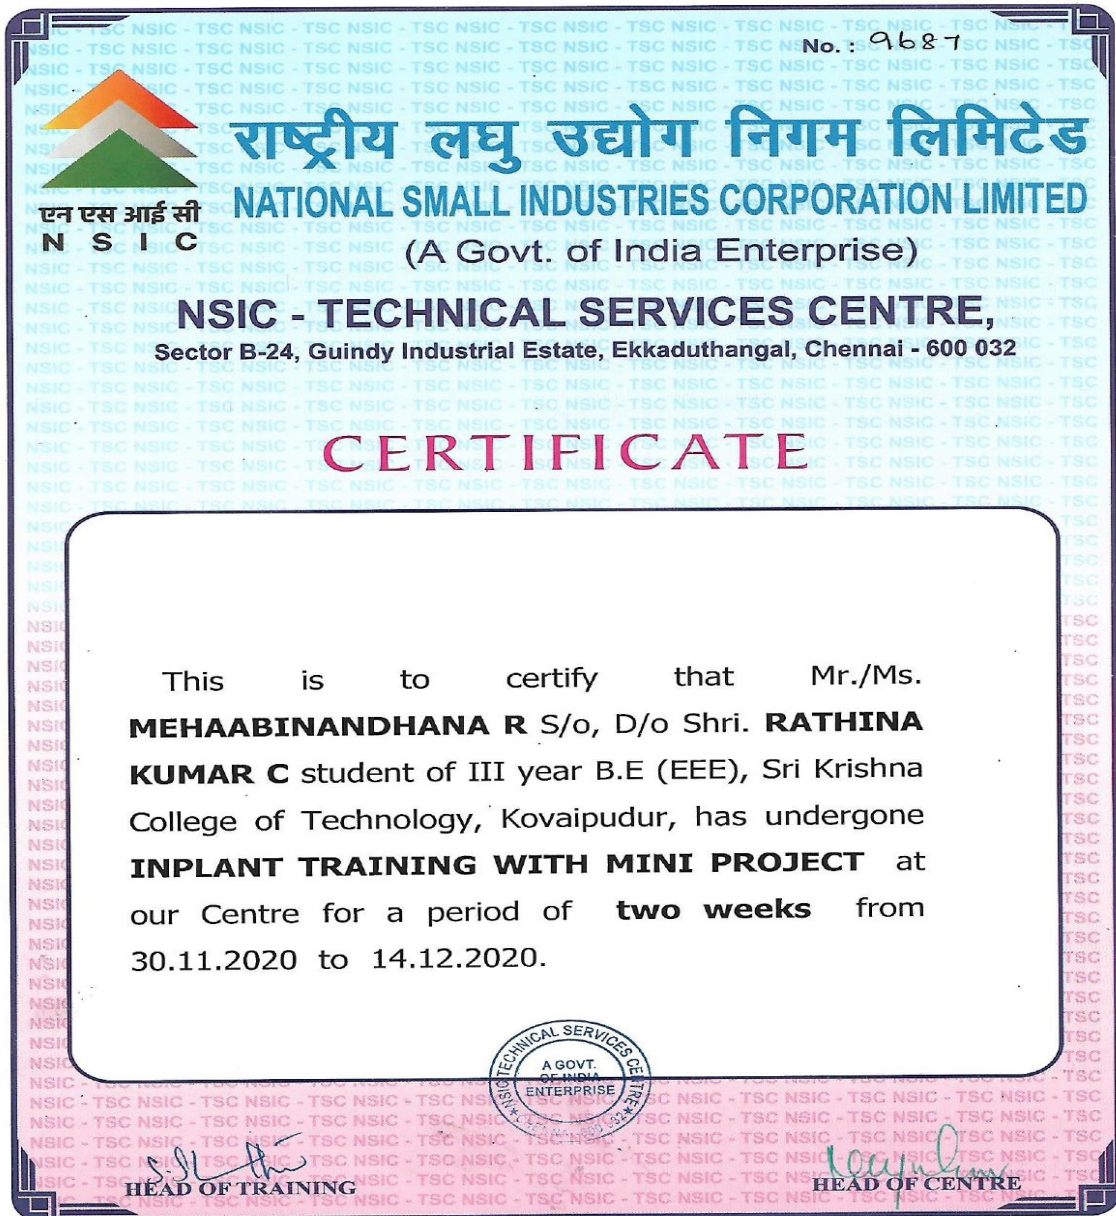 No. : 9687
राष्ट्रीय लघु उद्योग निगम लिमिटेड
एन एस आई सी
NSIC
NATIONAL SMALL INDUSTRIES CORPORATION LIMITED
(A Govt. of India Enterprise)
NSIC - TECHNICAL SERVICES CENTRE,
Sector B-24, Guindy Industrial Estate, Ekkaduthangal, Chennai - 600 032
CERTIFICATE
This is to certify that Mr./Ms.
MEHAABINANDHANA R S/o, D/o Shri. RATHINA
KUMAR C student of III year B.E (EEE), Sri Krishna
College of Technology, Kovaipudur, has undergone
INPLANT TRAINING WITH MINI PROJECT at
our Centre for a period of two weeks from
30.11.2020 to 14.12.2020.
NSIC TECHNICAL SERVICES CENTRE
A GOVT.
OF INDIA
ENTERPRISE
HEAD OF TRAINING
HEAD OF CENTRE